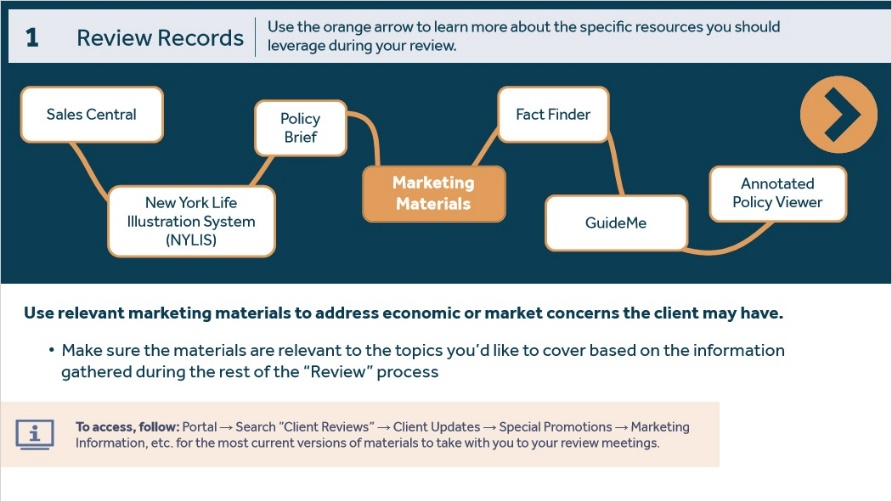 1
Review Records
Use the orange arrow to learn more about the specific resources you should
leverage during your review.
Sales Central
New York Life
Illustration System
(NYLIS)
Policy
Brief
Marketing
Materials
Fact Finder
GuideMe
Annotated
Policy Viewer
Use relevant marketing materials to address economic or market concerns the client may have.
• Make sure the materials are relevant to the topics you’d like to cover based on the information
gathered during the rest of the “Review” process
To access, follow: Portal → Search “Client Reviews” → Client Updates → Special Promotions → Marketing
Information, etc. for the most current versions of materials to take with you to your review meetings.